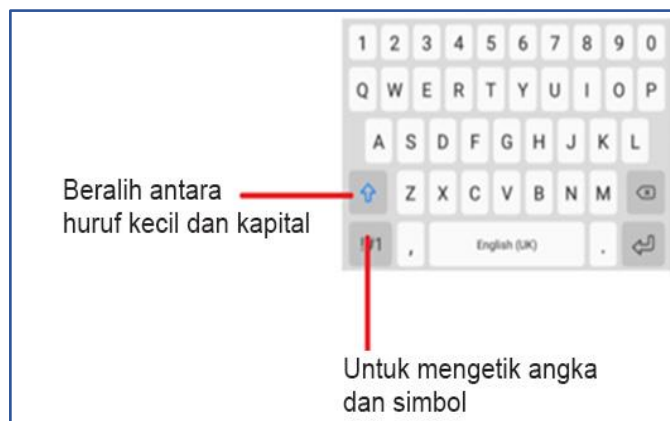 1 2 3 4 5 6 7 8 9 0
Q W E R T Y U I O P
A S D F G H J K L
Beralih antara
huruf kecil dan kapital
Z X C V B N M
, English (UK) .
Untuk mengetik angka
dan simbol